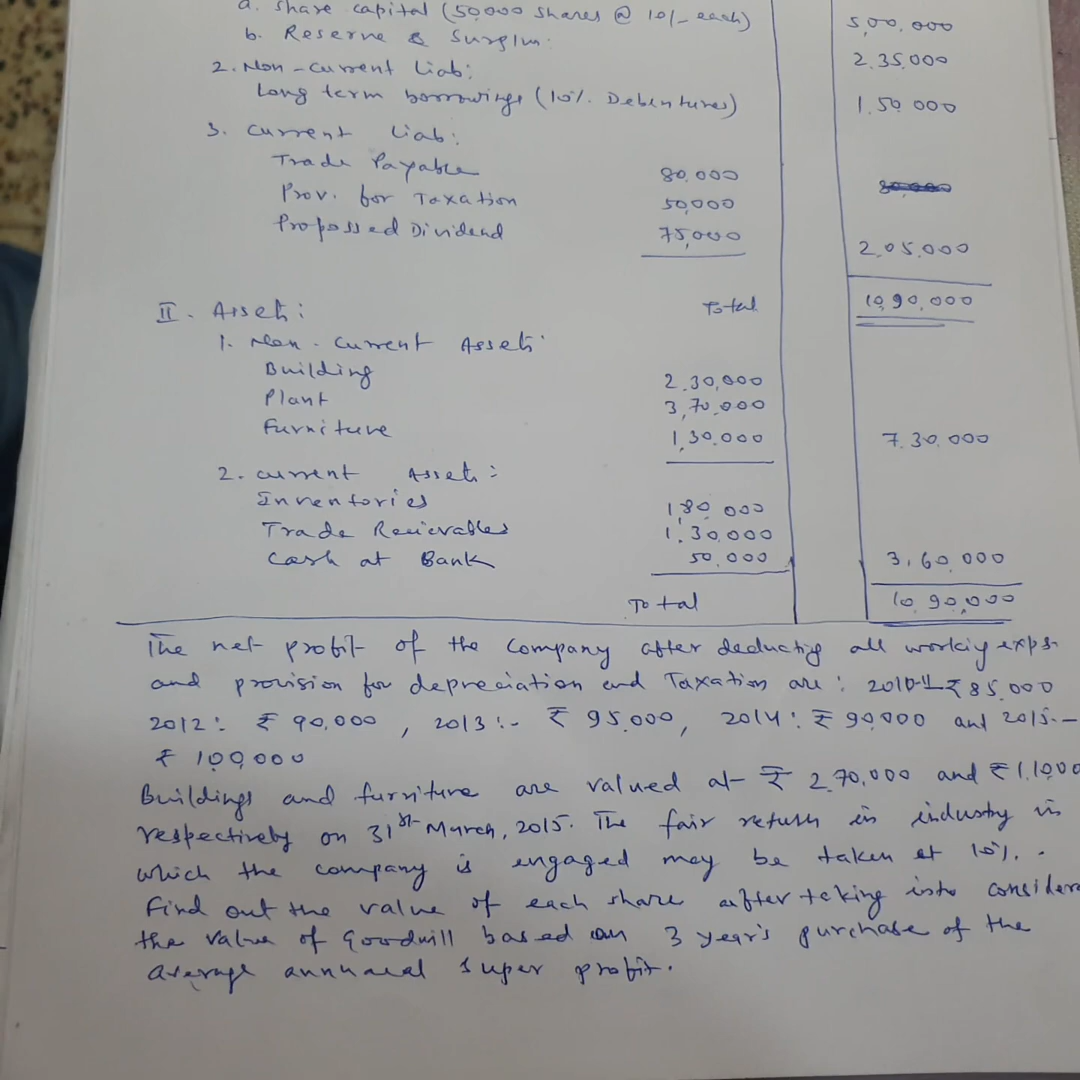 a. Share capital (50,000 shares @ 10/- each) 5,00,000
b. Reserve & Surplus: 2,35,000
2. Non-Current Liab:
Long term borrowings (10% Debentures) 1,50,000
3. Current Liab:
Trade Payable 80,000
Prov. for Taxation 50,000
Propossed Dividend 75,000 2,05,000
Total 10,90,000
II. Assets:
1. Non-Current Assets:
Building 2,30,000
Plant 3,70,000
Furniture 1,30,000 7,30,000
2. Current Assets:
Inventories 1,80,000
Trade Recievables 1,30,000
Cash at Bank 50,000 3,60,000
Total 10,90,000
The net profit of the company after deducting all working exps.
and provision for depreciation and Taxation are: 2010-11 ₹ 85,000
2012: ₹ 90,000, 2013:- ₹ 95,000, 2014: ₹ 90,000 and 2015:-
₹ 1,00,000
Buildings and furniture are valued at ₹ 2,70,000 and ₹ 1,1000
respectively on 31st March, 2015. The fair return in industry in
which the company is engaged may be taken at 10%.
Find out the value of each share after taking into consider
the value of Goodwill based on 3 year's purchase of the
average annual super profit.